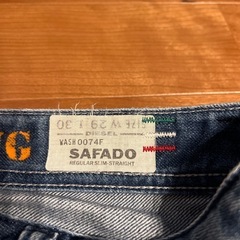 W 29 L 30
DIESEL
WASH 0074F
SAFADO
REGULAR SLIM-STRAIGHT